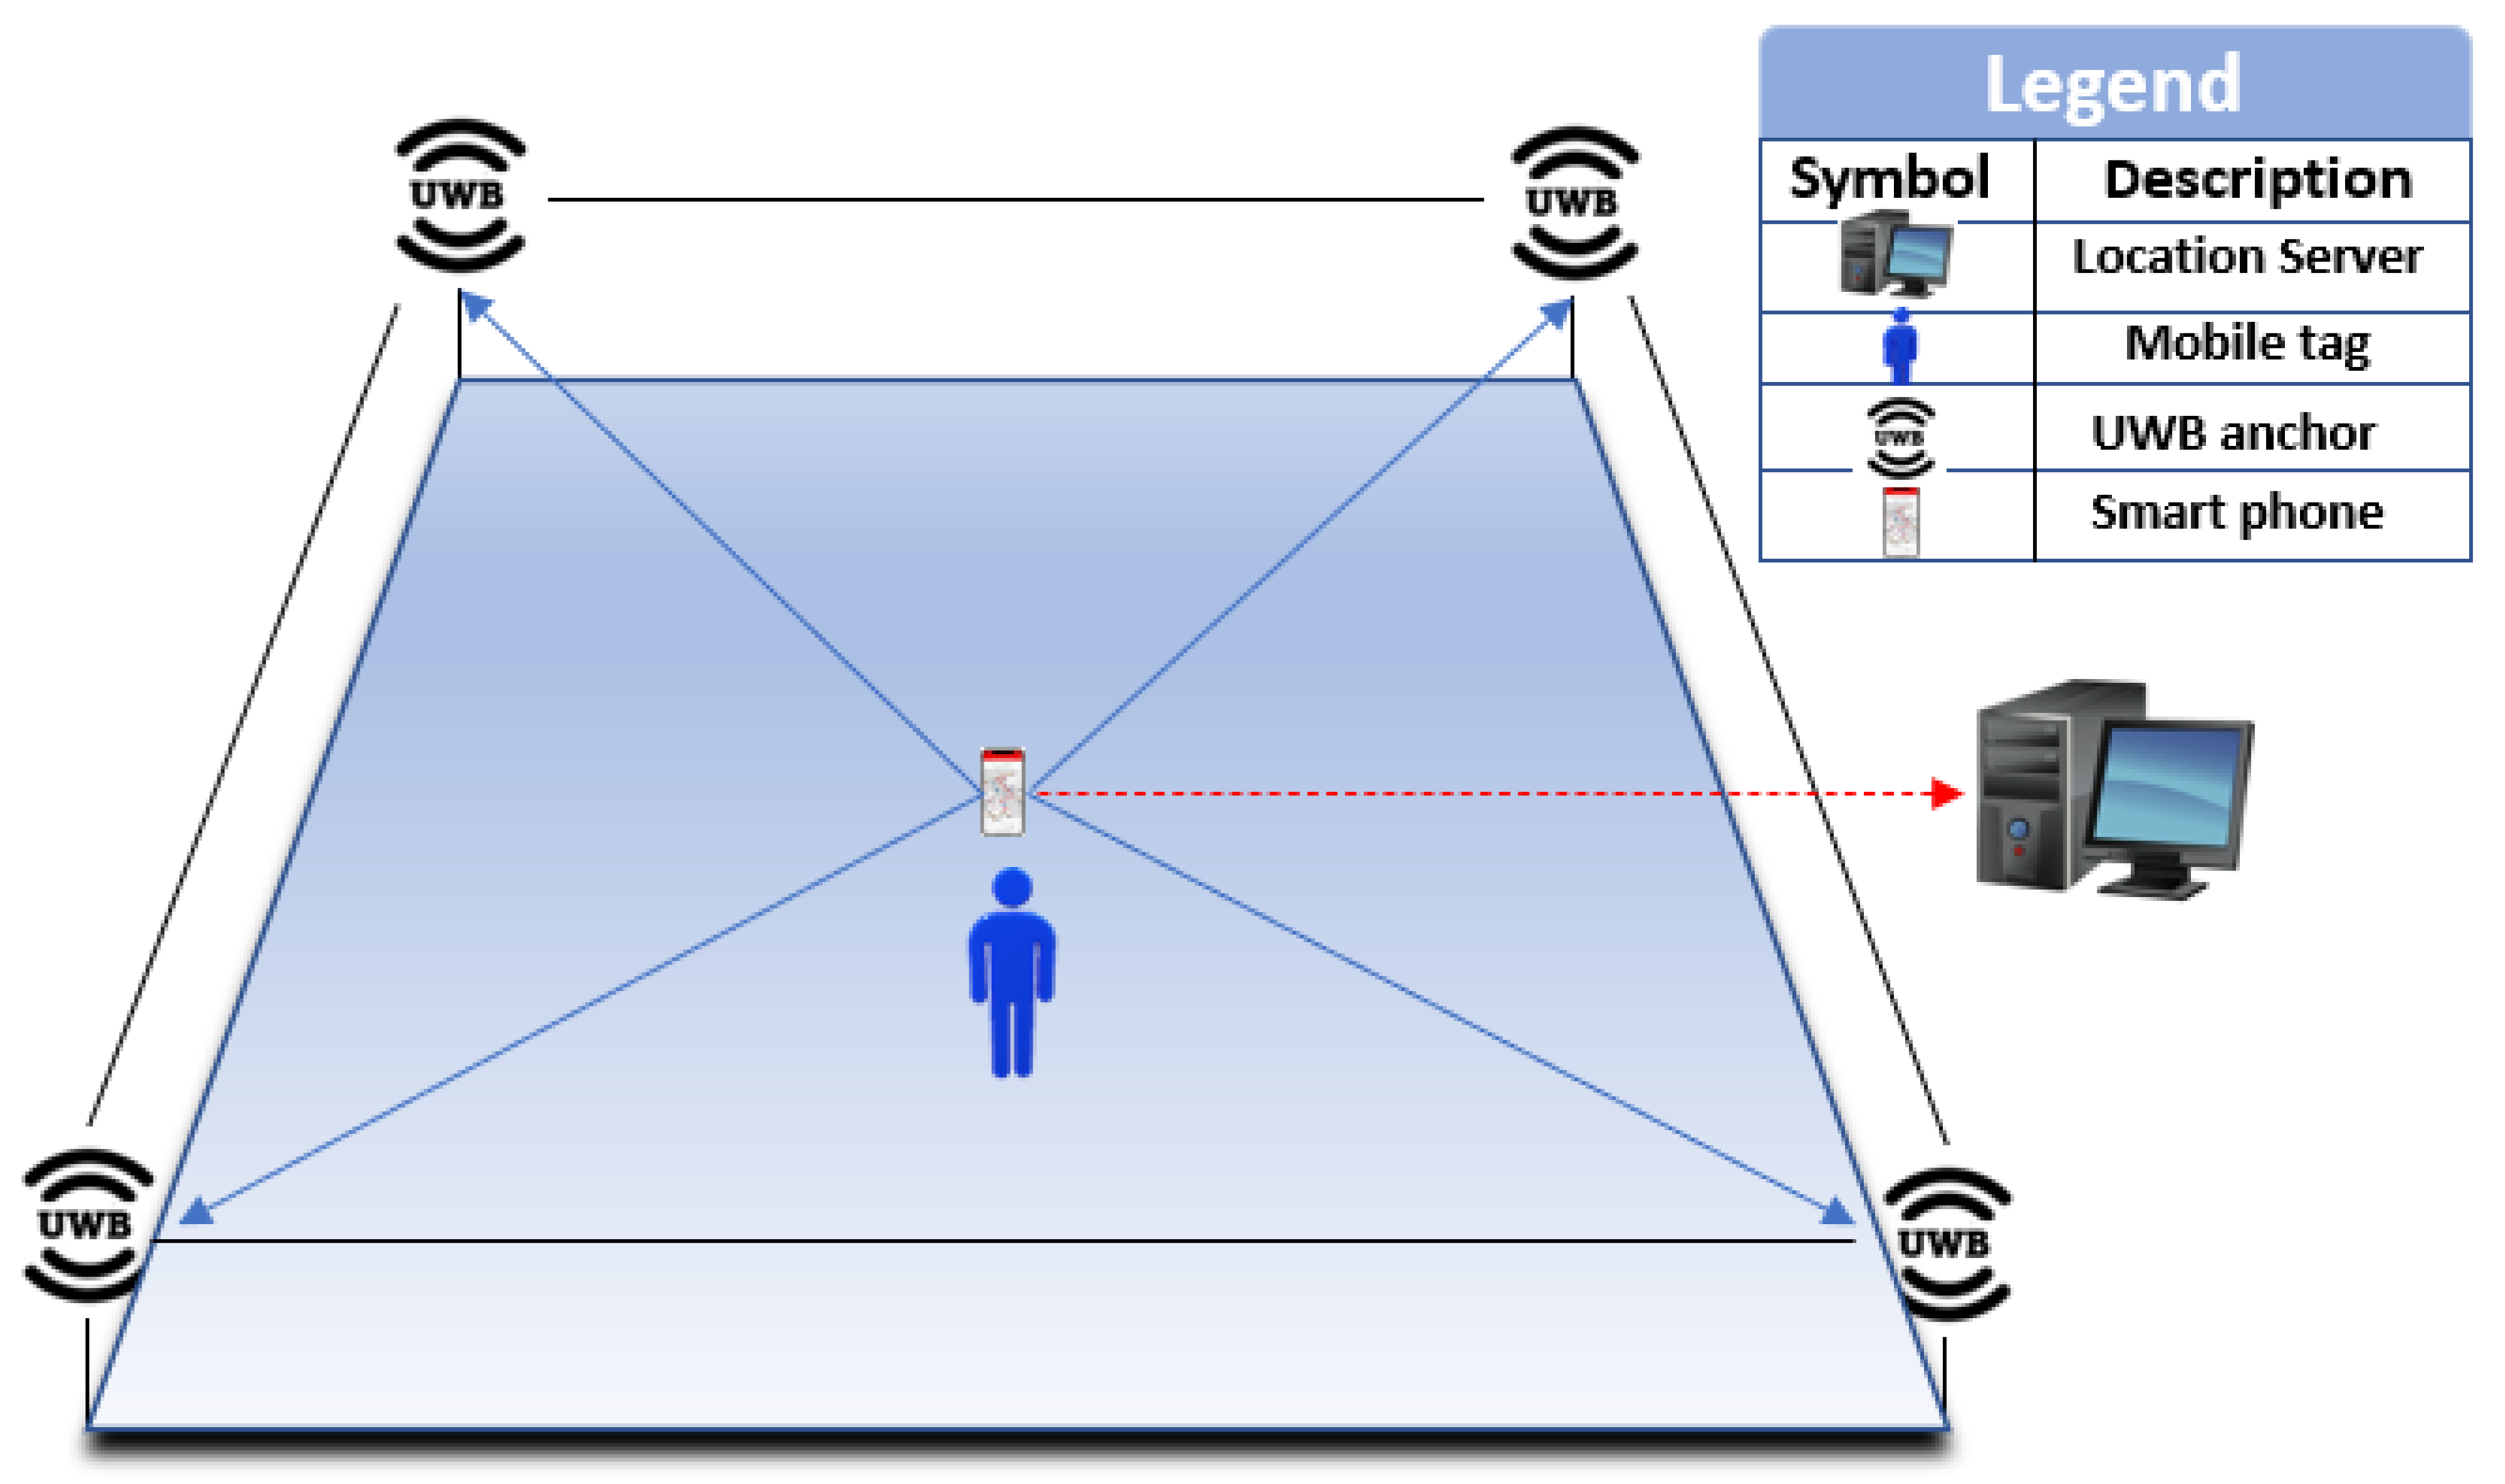 Legend
Symbol Description
Location Server
Mobile tag
UWB UWB anchor
Smart phone
UWB
UWB
UWB
UWB